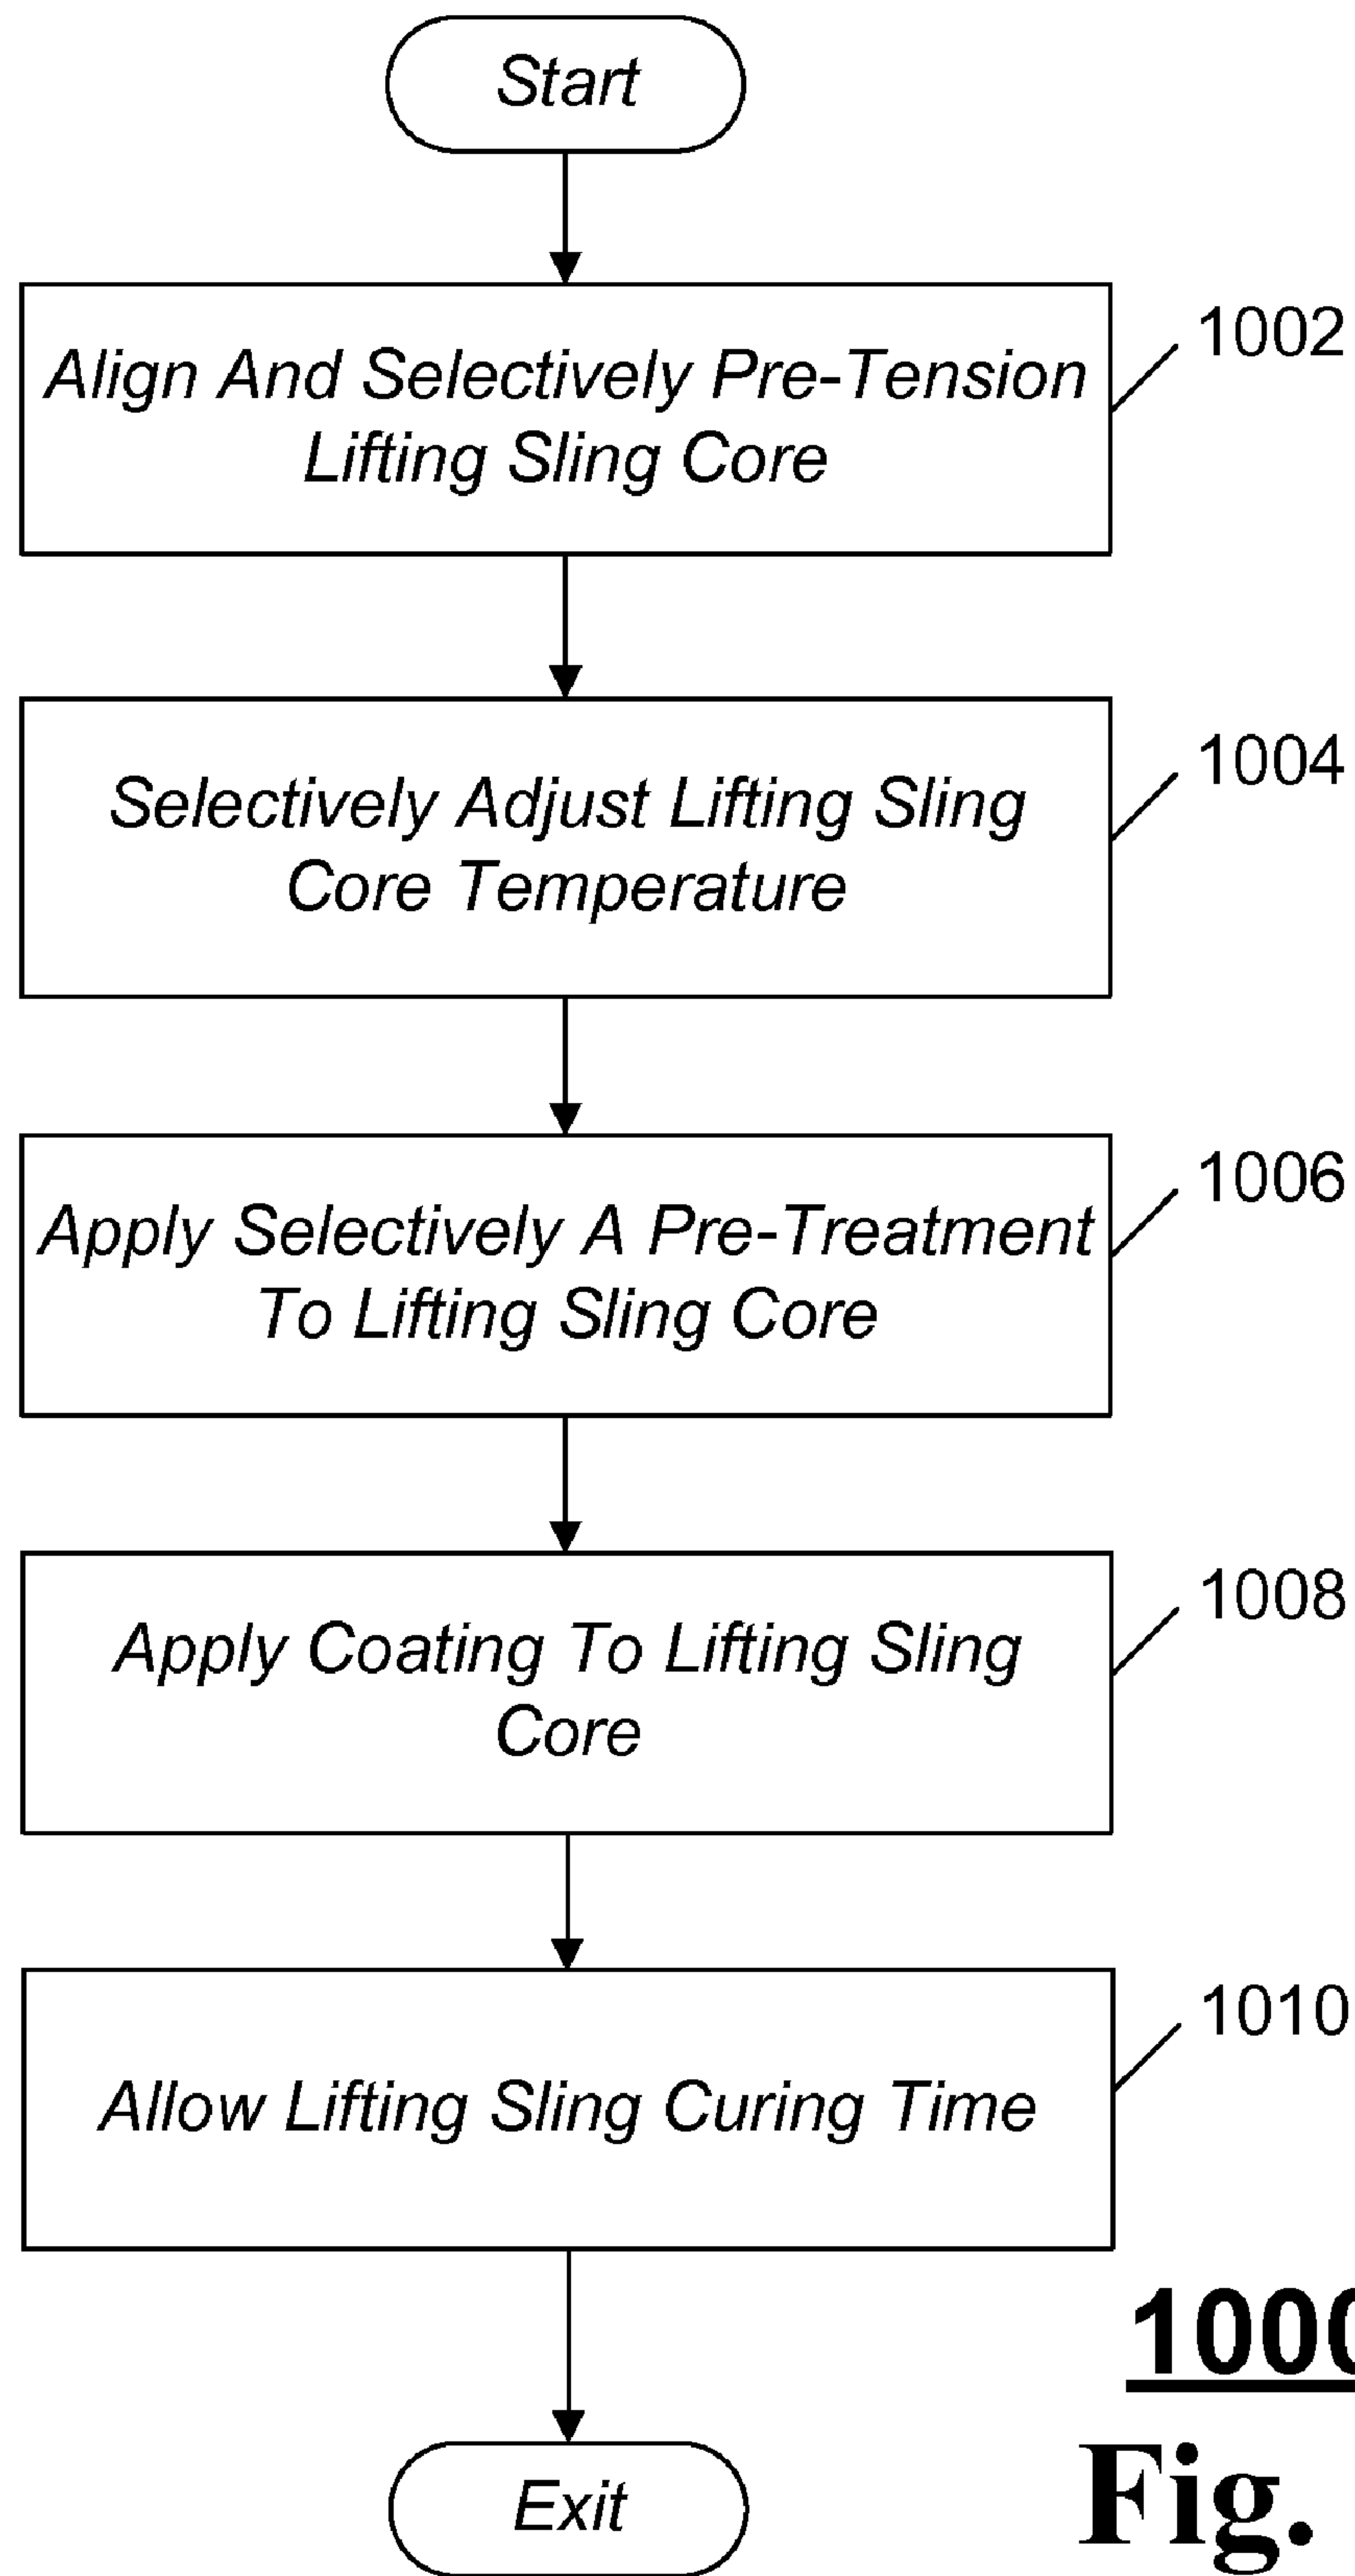 Start
Align And Selectively Pre-Tension
Lifting Sling Core
1002
Selectively Adjust Lifting Sling
Core Temperature
1004
Apply Selectively A Pre-Treatment
To Lifting Sling Core
1006
Apply Coating To Lifting Sling
Core
1008
Allow Lifting Sling Curing Time
1010
1000
Exit
Fig.